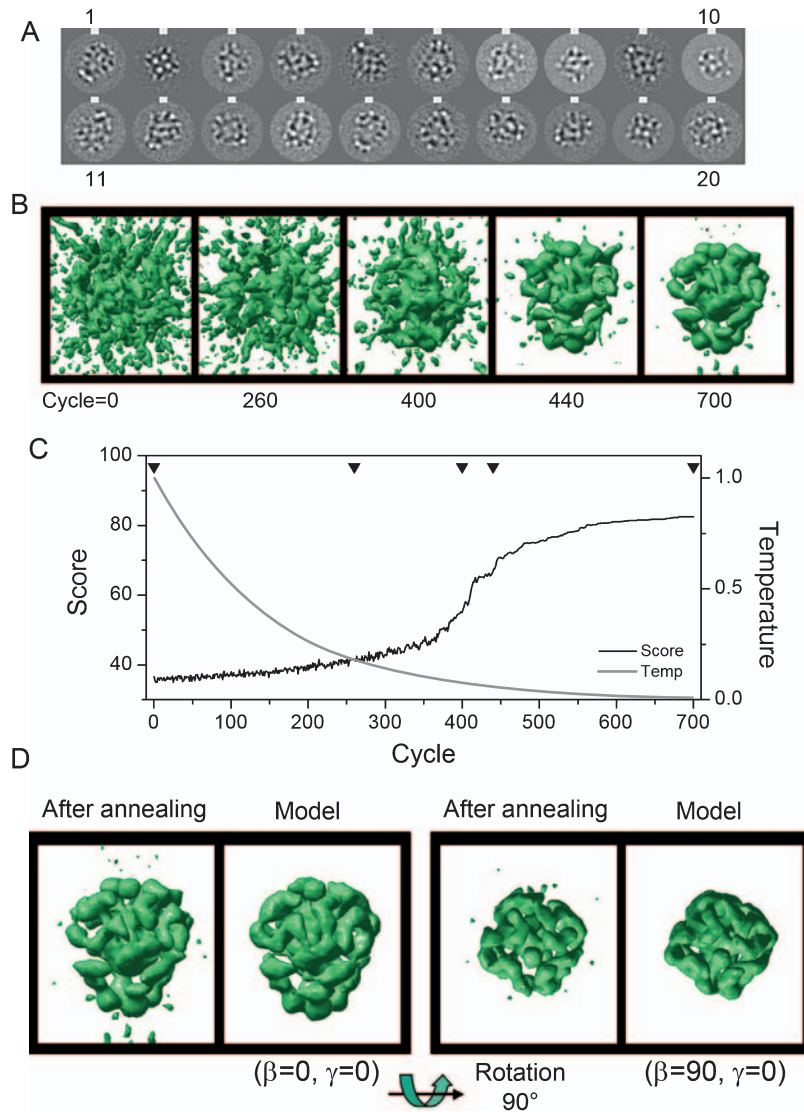 A
1 10
11 20
B
Cycle=0 260 400 440 700
C
100
80
60
40
1.0
0.5
0.0
Score
Temperature
Score
Temp
0 100 200 300 400 500 600 700
Cycle
D
After annealing Model After annealing Model
(β=0, γ=0) Rotation (β=90, γ=0)
90°